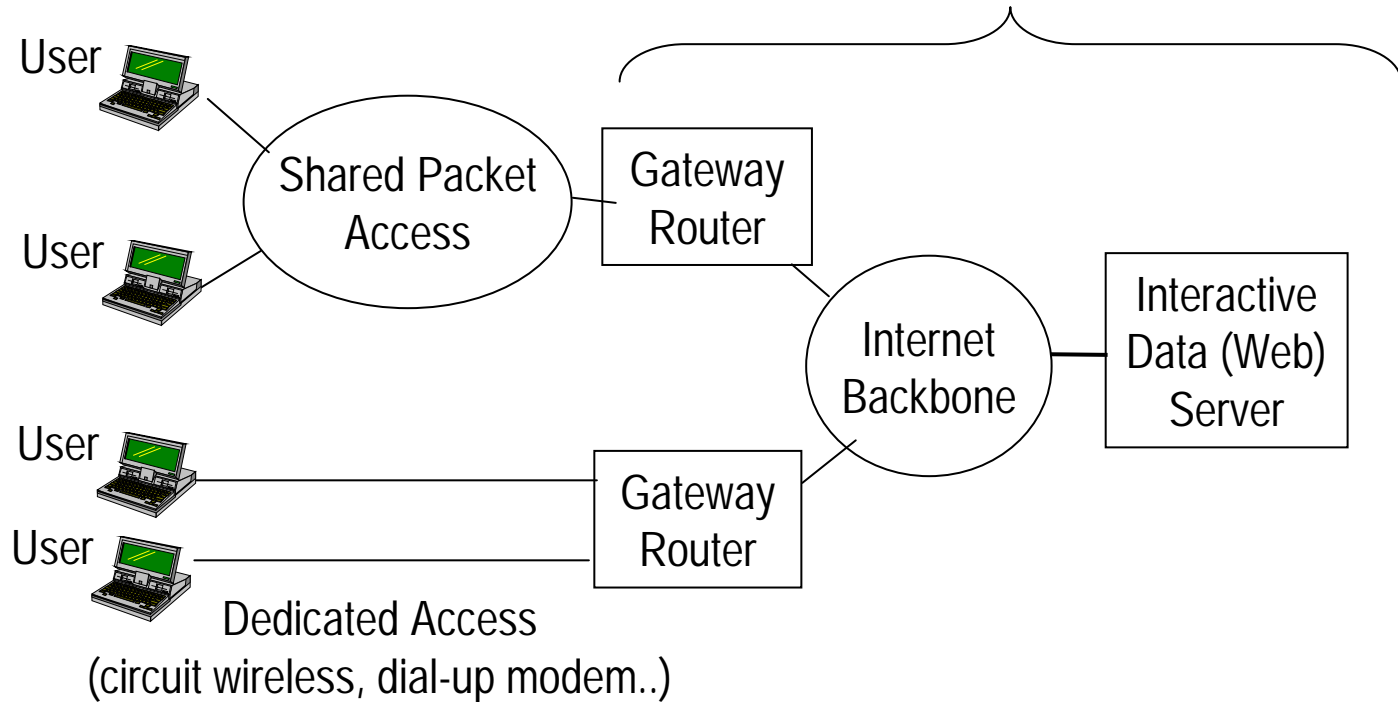 User
Shared Packet
Access
Gateway
Router
User
Internet
Backbone
Interactive
Data (Web)
Server
User
Gateway
Router
User
Dedicated Access
(circuit wireless, dial-up modem..)